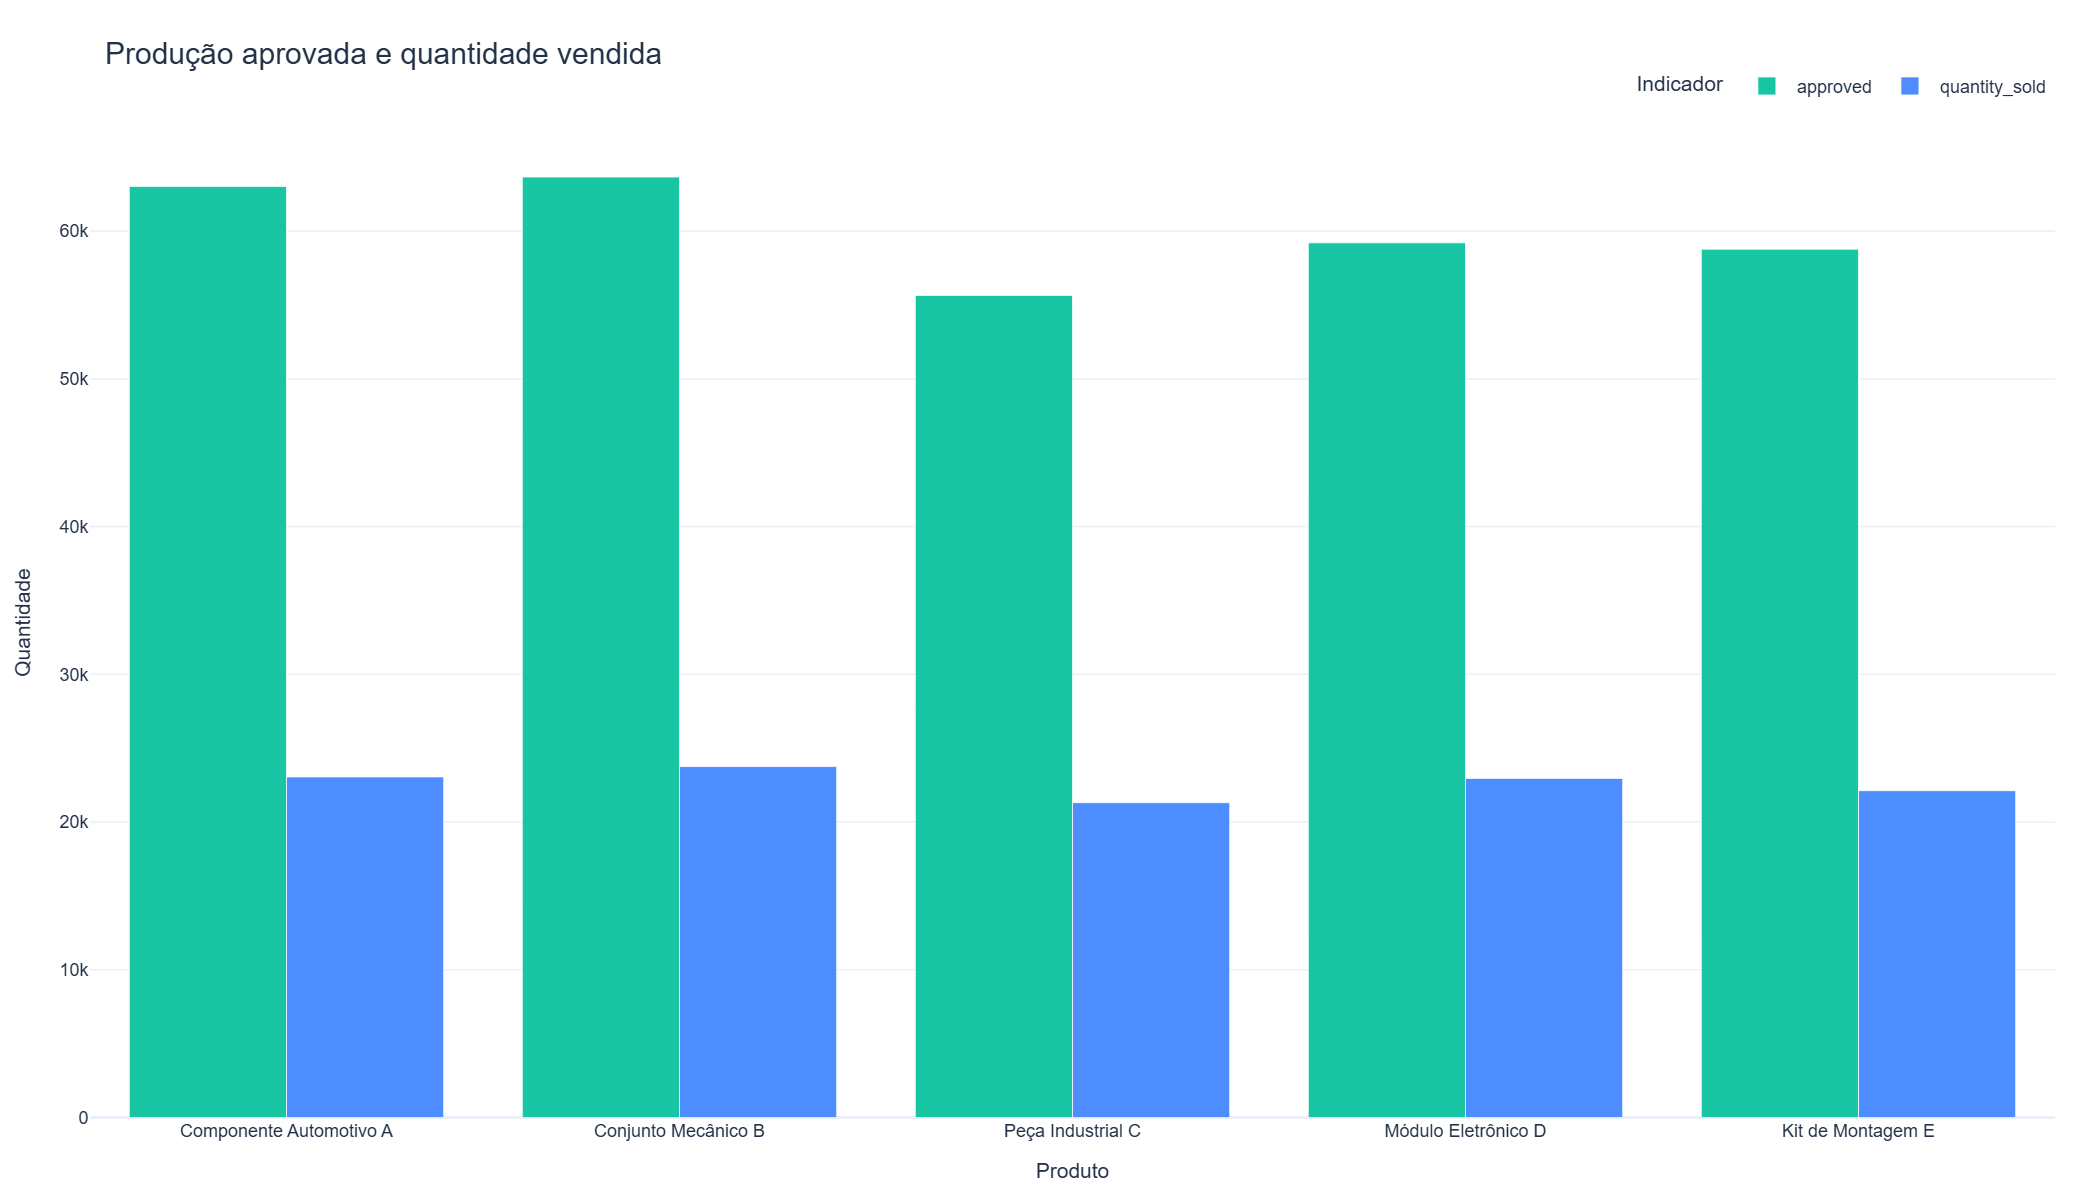 Produção aprovada e quantidade vendida
Indicador approved quantity_sold
60k
50k
40k
30k
20k
10k
0
Quantidade
Componente Automotivo A Conjunto Mecânico B Peça Industrial C Módulo Eletrônico D Kit de Montagem E
Produto